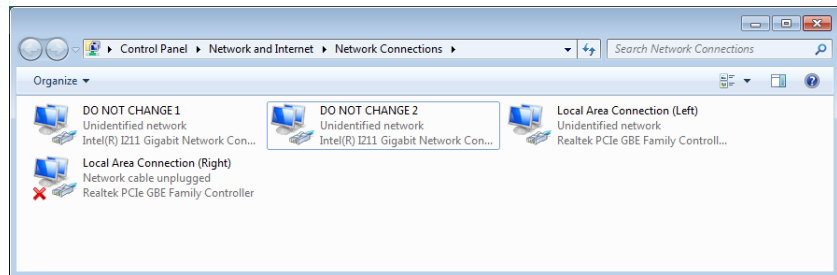 Control Panel ▸ Network and Internet ▸ Network Connections ▸
Search Network Connections
Organize
DO NOT CHANGE 1
Unidentified network
Intel(R) I211 Gigabit Network Con...
DO NOT CHANGE 2
Unidentified network
Intel(R) I211 Gigabit Network Con...
Local Area Connection (Left)
Unidentified network
Realtek PCIe GBE Family Controll...
Local Area Connection (Right)
Network cable unplugged
Realtek PCIe GBE Family Controller